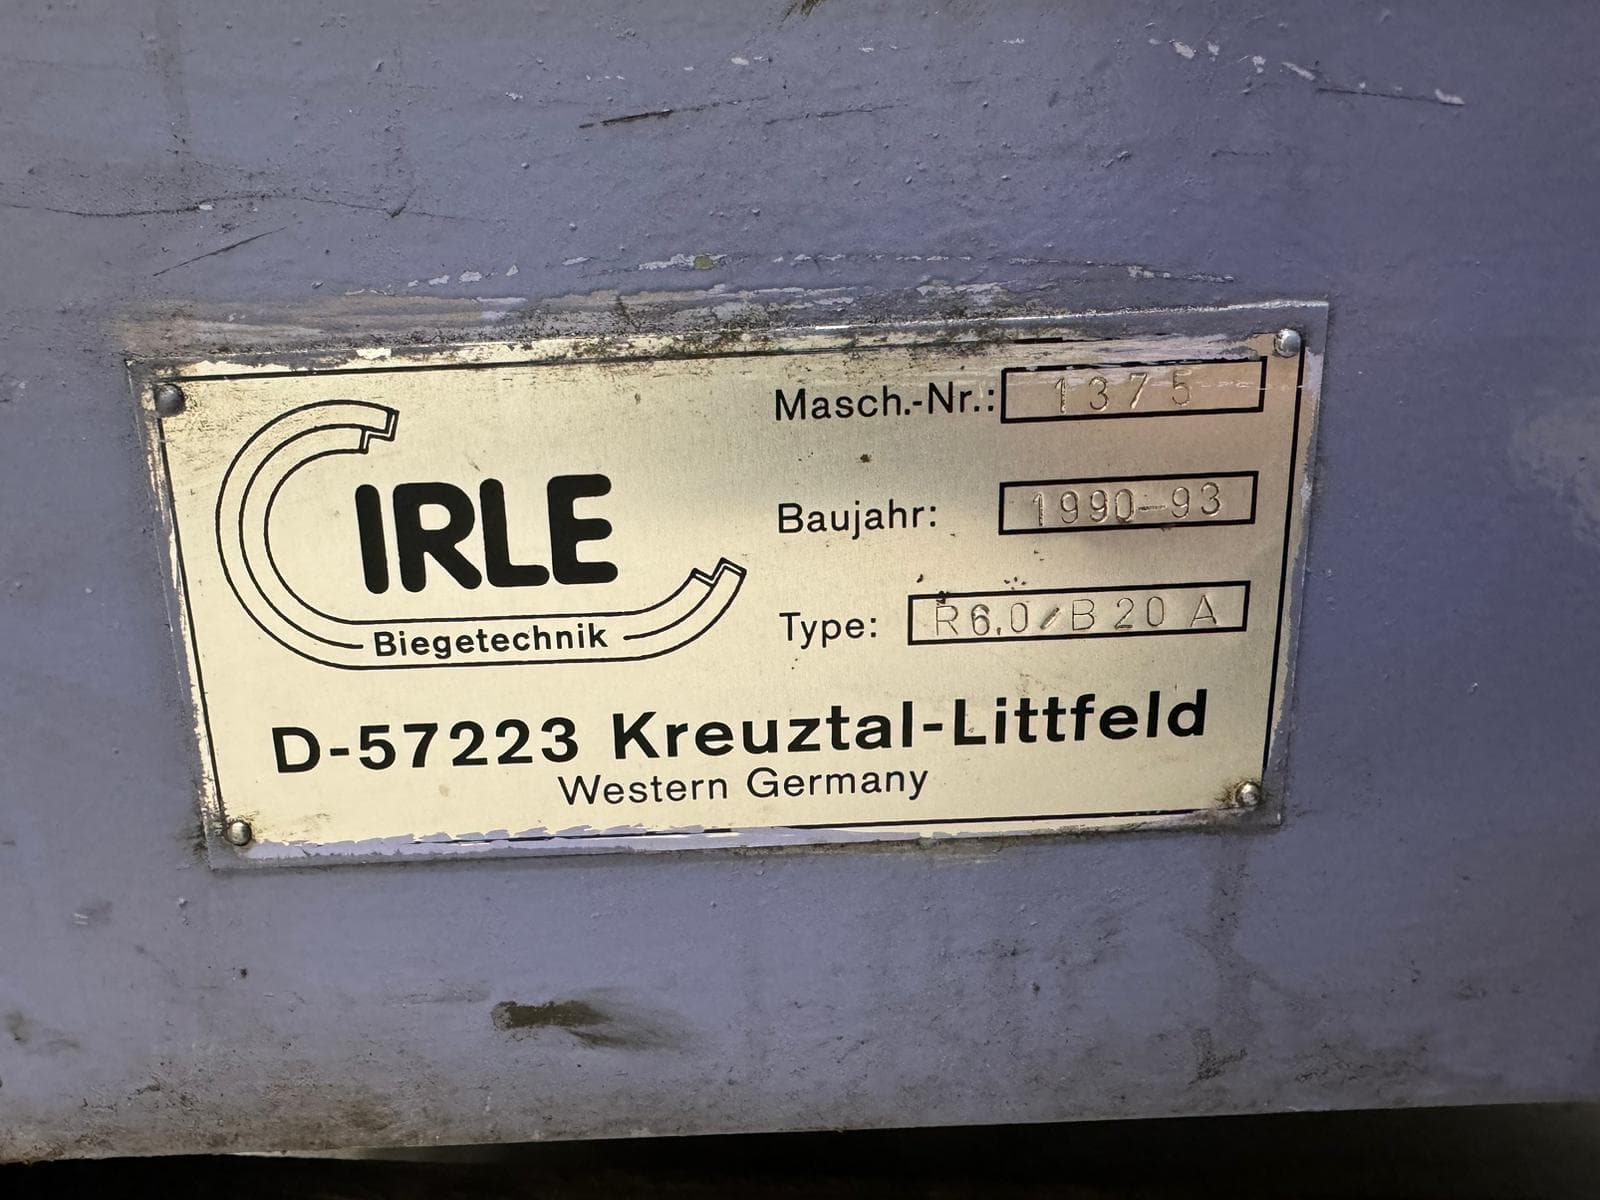 Masch.-Nr.: 1375
IRLE
Biegetechnik
Baujahr: 1990-93
Type: R6.0/B20 A
D-57223 Kreuztal-Littfeld
Western Germany